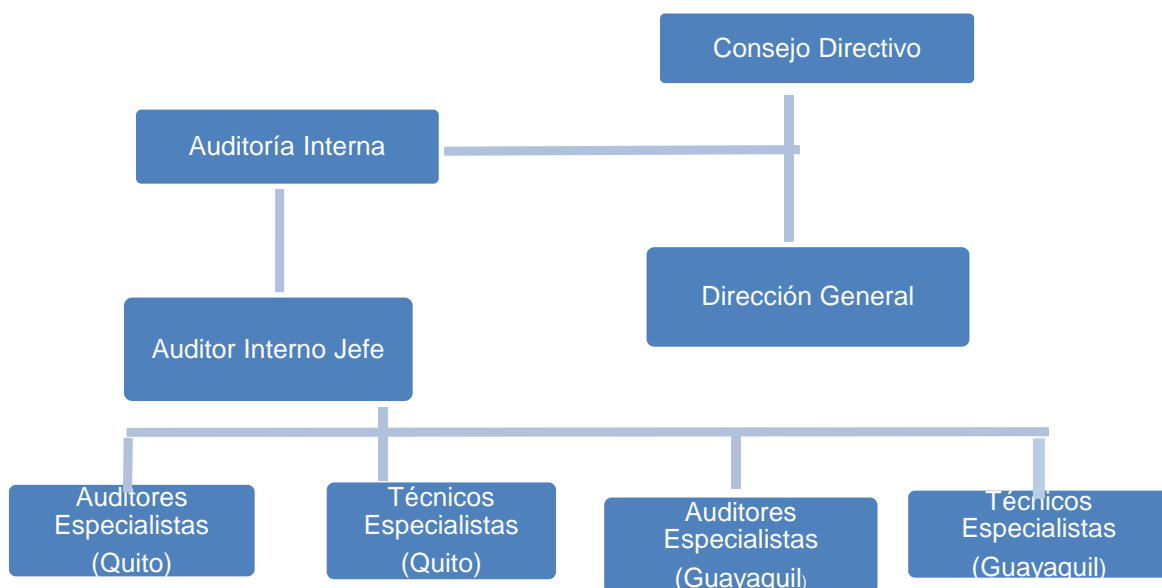 Consejo Directivo
Auditoría Interna
Dirección General
Auditor Interno Jefe
Auditores
Especialistas
(Quito)
Técnicos
Especialistas
(Quito)
Auditores
Especialistas
(Guayaquil)
Técnicos
Especialistas
(Guayaquil)